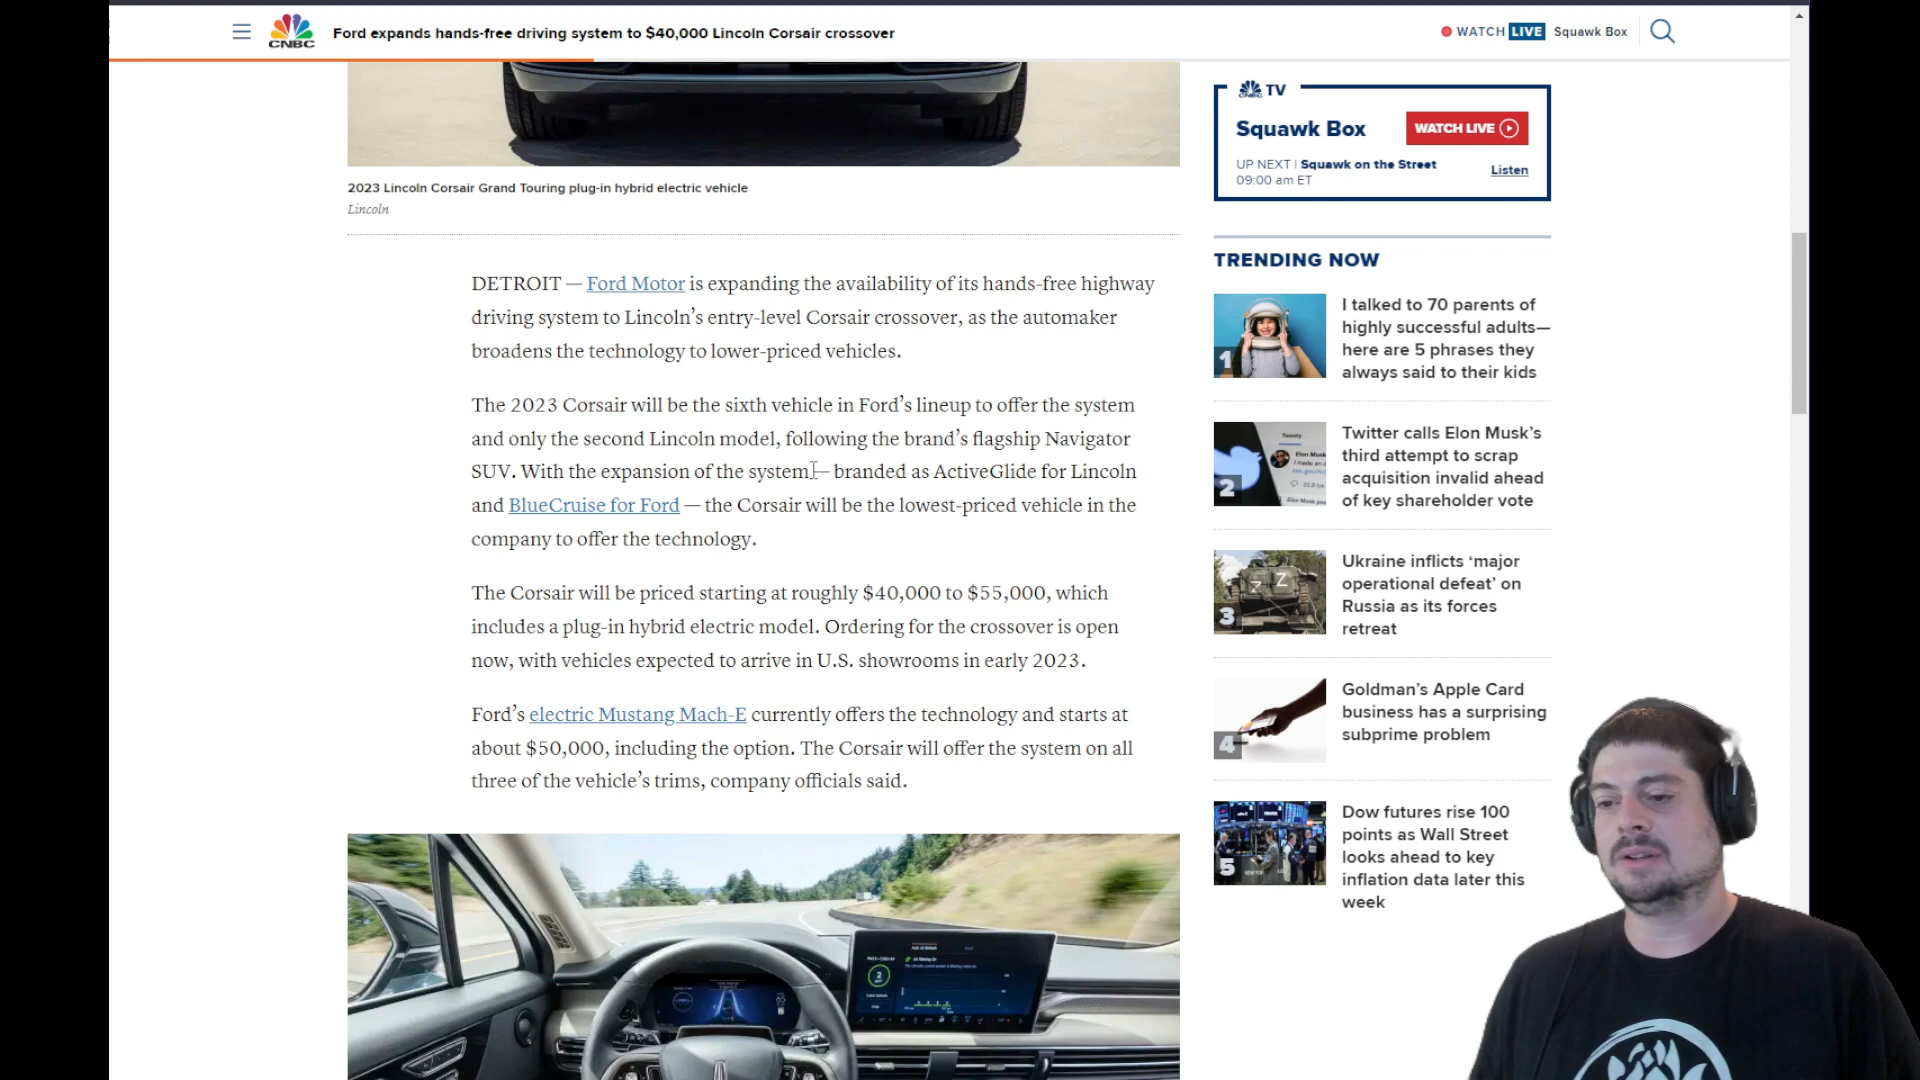 CNBC
Ford expands hands-free driving system to $40,000 Lincoln Corsair crossover
WATCH LIVE Squawk Box
2023 Lincoln Corsair Grand Touring plug-in hybrid electric vehicle
Lincoln
DETROIT — Ford Motor is expanding the availability of its hands-free highway
driving system to Lincoln’s entry-level Corsair crossover, as the automaker
broadens the technology to lower-priced vehicles.
The 2023 Corsair will be the sixth vehicle in Ford’s lineup to offer the system
and only the second Lincoln model, following the brand’s flagship Navigator
SUV. With the expansion of the system — branded as ActiveGlide for Lincoln
and BlueCruise for Ford — the Corsair will be the lowest-priced vehicle in the
company to offer the technology.
The Corsair will be priced starting at roughly $40,000 to $55,000, which
includes a plug-in hybrid electric model. Ordering for the crossover is open
now, with vehicles expected to arrive in U.S. showrooms in early 2023.
Ford’s electric Mustang Mach-E currently offers the technology and starts at
about $50,000, including the option. The Corsair will offer the system on all
three of the vehicle’s trims, company officials said.
TV
Squawk Box
WATCH LIVE
UP NEXT | Squawk on the Street
09:00 am ET
Listen
TRENDING NOW
1
I talked to 70 parents of
highly successful adults—
here are 5 phrases they
always said to their kids
2
Twitter calls Elon Musk’s
third attempt to scrap
acquisition invalid ahead
of key shareholder vote
3
Ukraine inflicts ‘major
operational defeat’ on
Russia as its forces
retreat
4
Goldman’s Apple Card
business has a surprising
subprime problem
5
Dow futures rise 100
points as Wall Street
looks ahead to key
inflation data later this
week